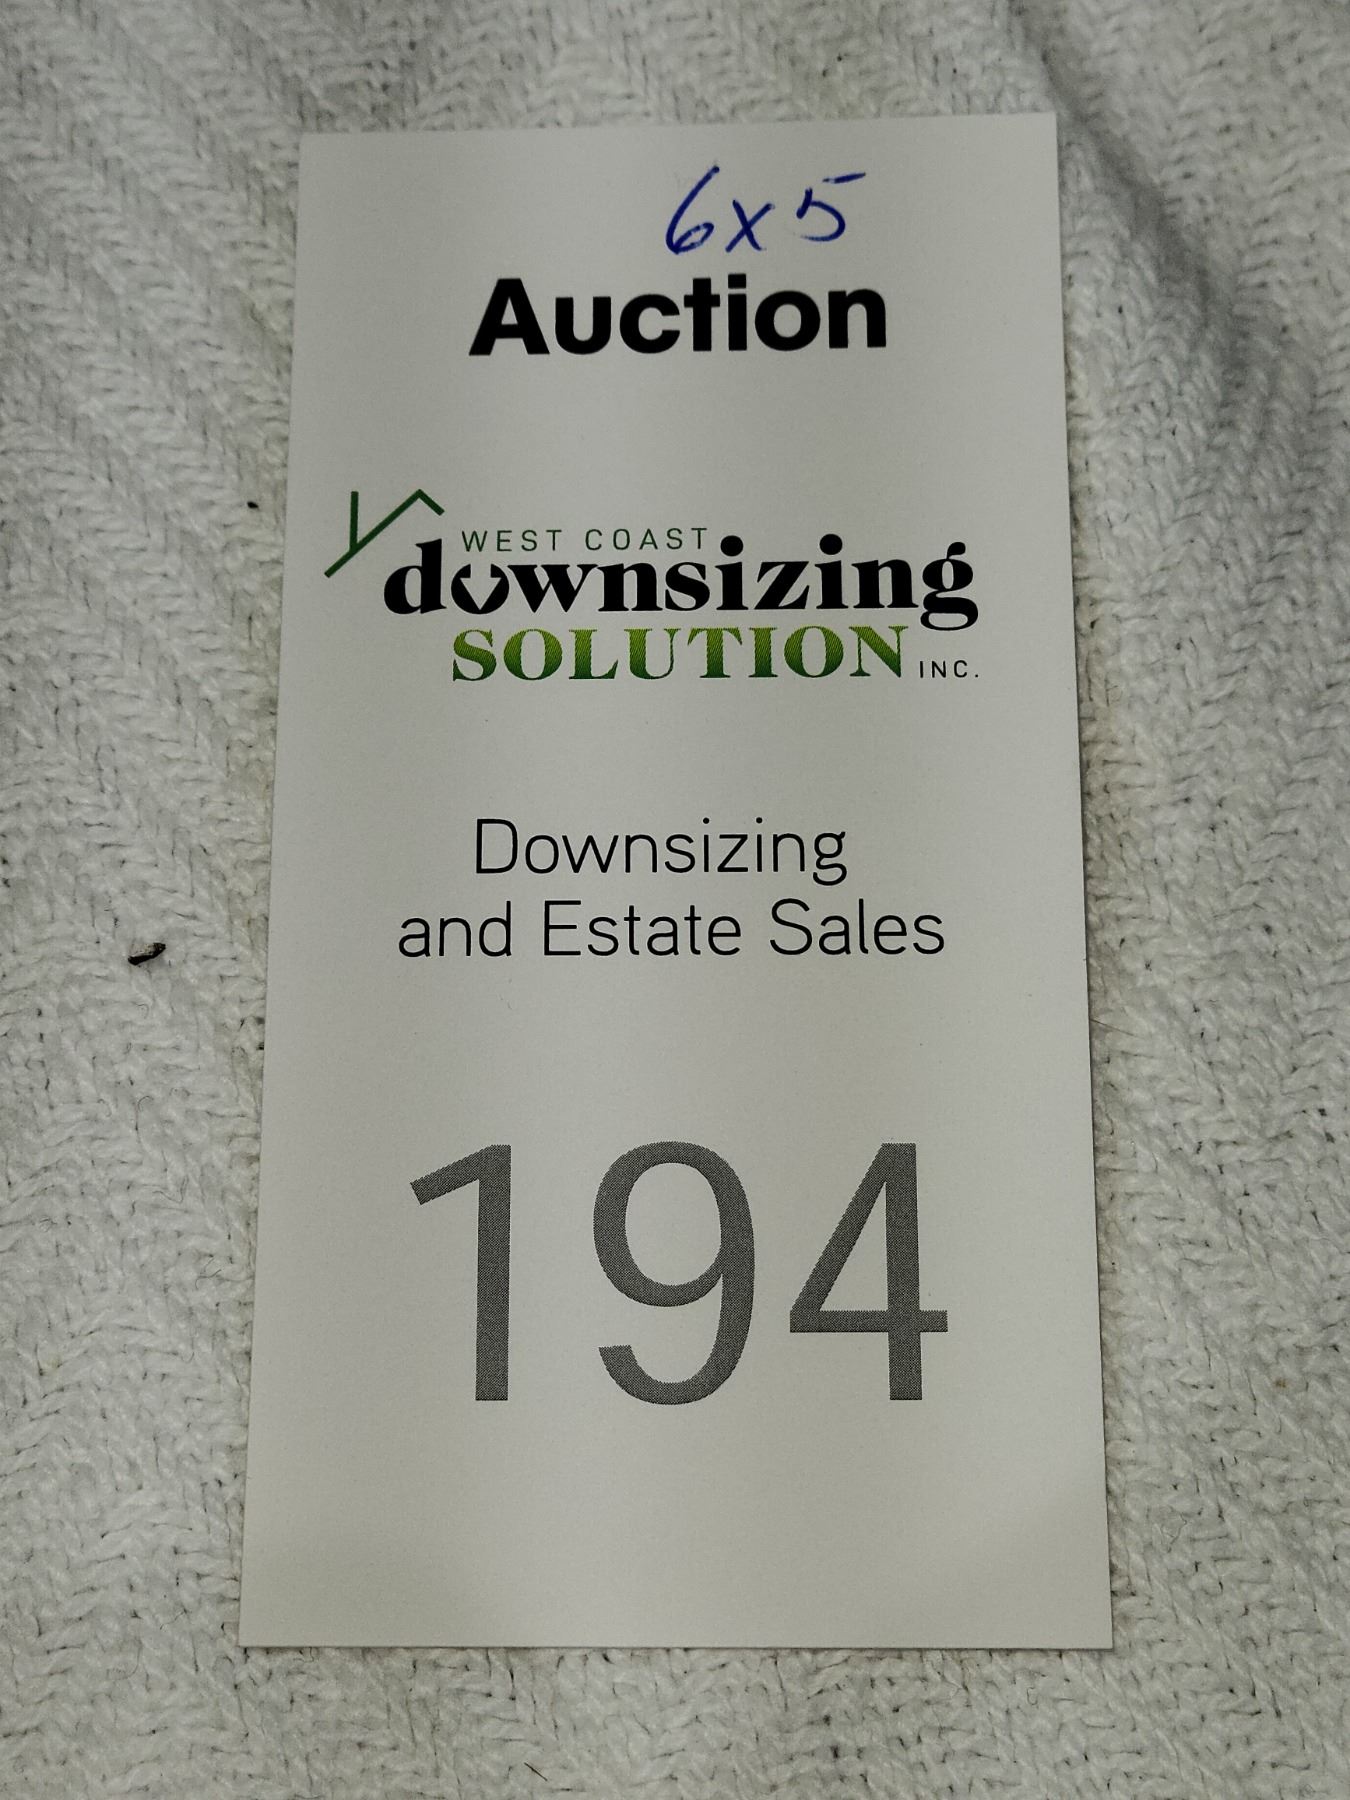 6x5
Auction
WEST COAST
downsizing
SOLUTION INC.
Downsizing
and Estate Sales
194